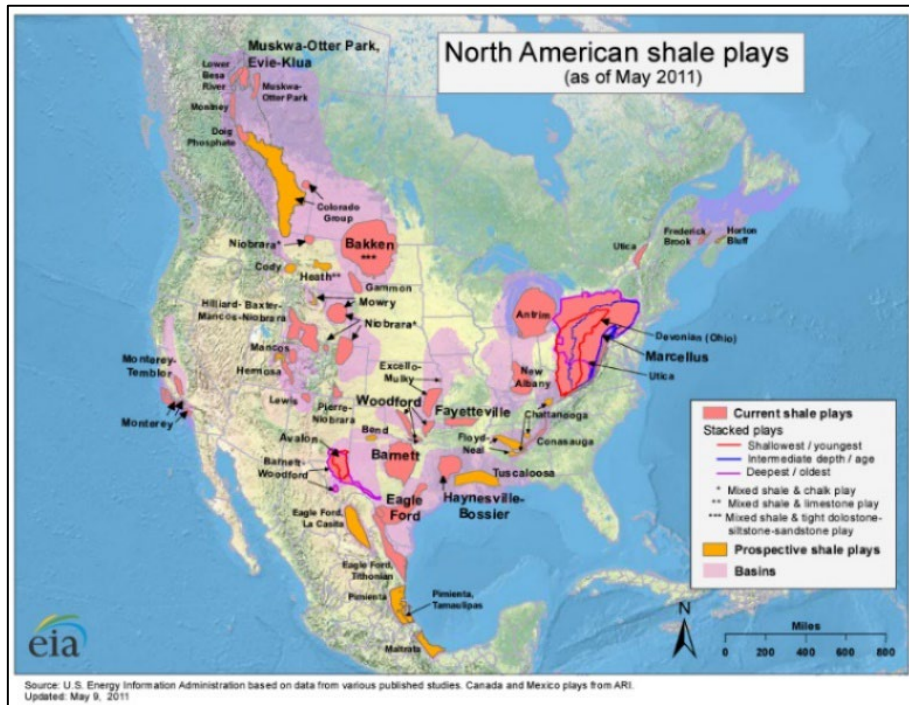 North American shale plays
(as of May 2011)
Muskwa-Otter Park,
Evie-Klua
Lower
Besa
River
Muskwa-
Otter Park
Montney
Doig
Phosphate
Colorado
Group
Niobrara*
Bakken
***
Cody
Heath**
Gammon
Mowry
Hilliard- Baxter-
Mancos-Niobrara
Niobrara*
Mancos
Hermosa
Monterey-
Temblor
Monterey
Lewis
Pierre-
Niobrara
Excello-
Mulky
Woodford
Bend
Fayetteville
Avalon
Barnett-
Woodford
Barnett
Eagle
Ford
Haynesville-
Bossier
Tuscaloosa
Floyd-
Neal
Conasauga
Chattanooga
New
Albany
Antrim
Devonian (Ohio)
Marcellus
Utica
Utica
Frederick
Brook
Horton
Bluff
Eagle Ford,
La Casita
Eagle Ford,
Tithonian
Pimienta
Pimienta,
Tamaulipas
Maltrata
Current shale plays
Stacked plays
Shallowest / youngest
Intermediate depth / age
Deepest / oldest
* Mixed shale & chalk play
** Mixed shale & limestone play
*** Mixed shale & tight dolostone-
siltstone-sandstone play
Prospective shale plays
Basins
N
Miles
0 200 400 600 800
eia
Source: U.S. Energy Information Administration based on data from various published studies. Canada and Mexico plays from ARI.
Updated: May 9, 2011